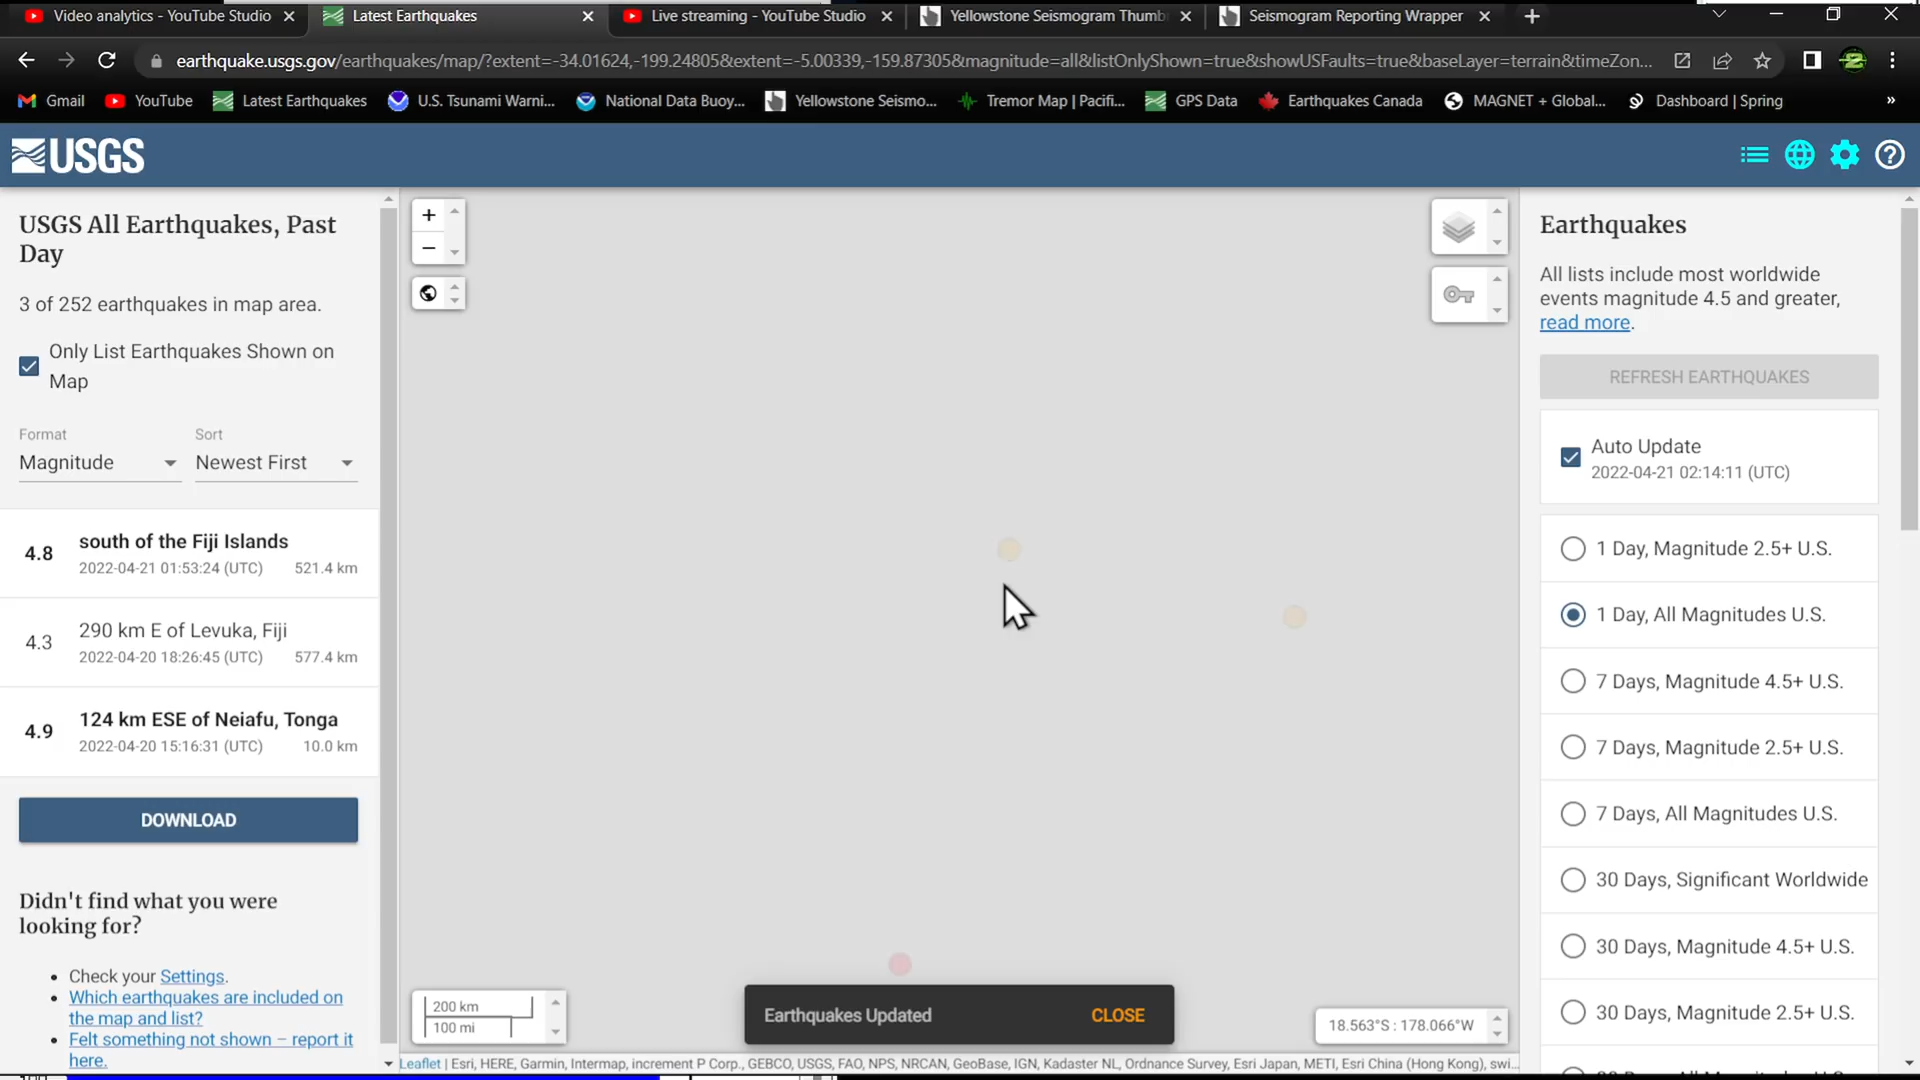 Video analytics - YouTube Studio
Latest Earthquakes
Live streaming - YouTube Studio
Yellowstone Seismogram Thumb
Seismogram Reporting Wrapper
earthquake.usgs.gov/earthquakes/map/?extent=-34.01624,-199.24805&extent=-5.00339,-159.87305&magnitude=all&listOnlyShown=true&showUSFaults=true&baseLayer=terrain&timeZon...
Gmail
YouTube
Latest Earthquakes
U.S. Tsunami Warni...
National Data Buoy...
Yellowstone Seismo...
Tremor Map | Pacifi...
GPS Data
Earthquakes Canada
MAGNET + Global...
Dashboard | Spring
»
USGS
USGS All Earthquakes, Past
Day
3 of 252 earthquakes in map area.
Only List Earthquakes Shown on
Map
Format
Sort
Magnitude
Newest First
4.8
south of the Fiji Islands
2022-04-21 01:53:24 (UTC) 521.4 km
4.3
290 km E of Levuka, Fiji
2022-04-20 18:26:45 (UTC) 577.4 km
4.9
124 km ESE of Neiafu, Tonga
2022-04-20 15:16:31 (UTC) 10.0 km
DOWNLOAD
Didn't find what you were
looking for?
Check your Settings.
Which earthquakes are included on
the map and list?
Felt something not shown – report it
here.
+
−
200 km
100 mi
Earthquakes Updated
CLOSE
18.563°S : 178.066°W
Leaflet | Esri, HERE, Garmin, Intermap, increment P Corp., GEBCO, USGS, FAO, NPS, NRCAN, GeoBase, IGN, Kadaster NL, Ordnance Survey, Esri Japan, METI, Esri China (Hong Kong), swi...
Earthquakes
All lists include most worldwide
events magnitude 4.5 and greater,
read more.
REFRESH EARTHQUAKES
Auto Update
2022-04-21 02:14:11 (UTC)
1 Day, Magnitude 2.5+ U.S.
1 Day, All Magnitudes U.S.
7 Days, Magnitude 4.5+ U.S.
7 Days, Magnitude 2.5+ U.S.
7 Days, All Magnitudes U.S.
30 Days, Significant Worldwide
30 Days, Magnitude 4.5+ U.S.
30 Days, Magnitude 2.5+ U.S.